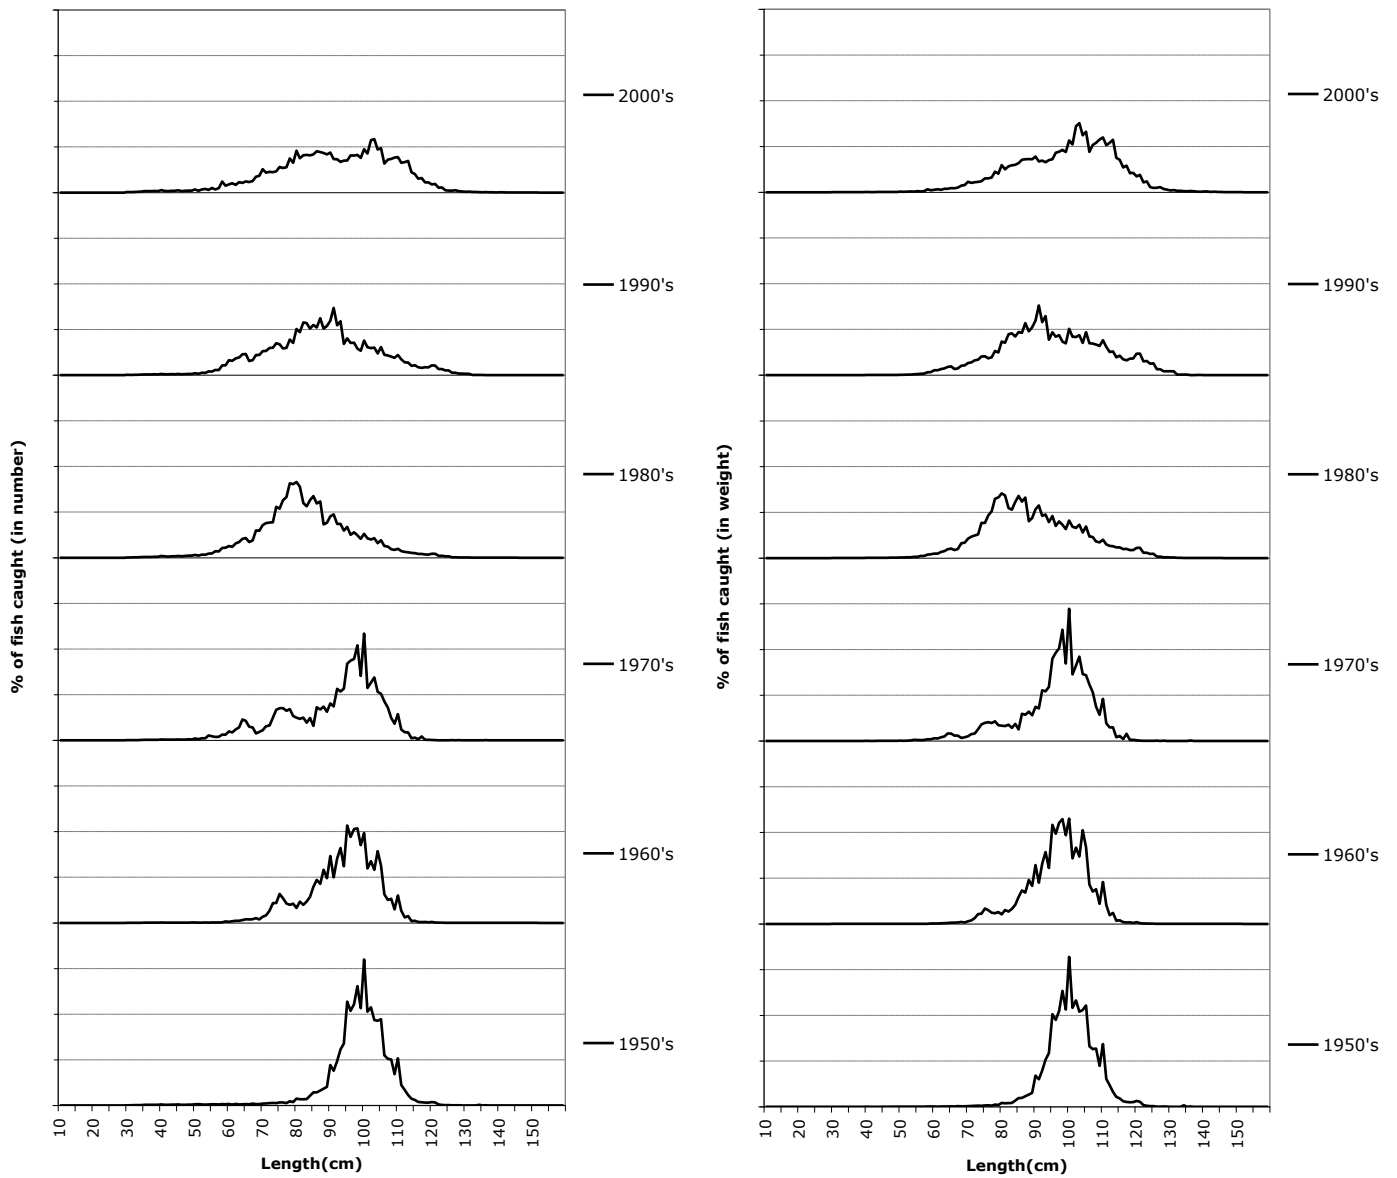 % of fish caught (in number)
2000's
1990's
1980's
1970's
1960's
1950's
10 20 30 40 50 60 70 80 90 100 110 120 130 140 150
Length(cm)
% of fish caught (in weight)
2000's
1990's
1980's
1970's
1960's
1950's
10 20 30 40 50 60 70 80 90 100 110 120 130 140 150
Length(cm)